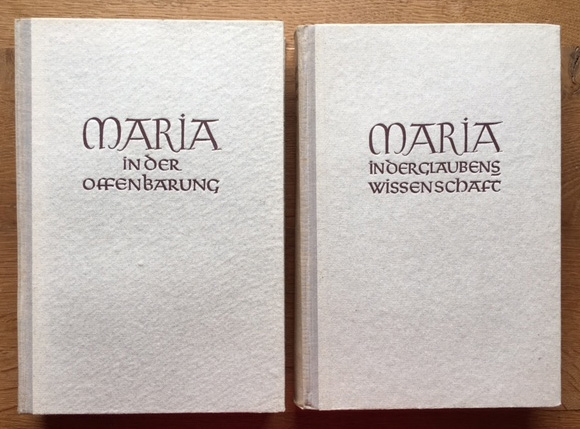 MARIA
IN DER
OFFENBARUNG
MARIA
IN DER GLAUBENS
WISSENSCHAFT